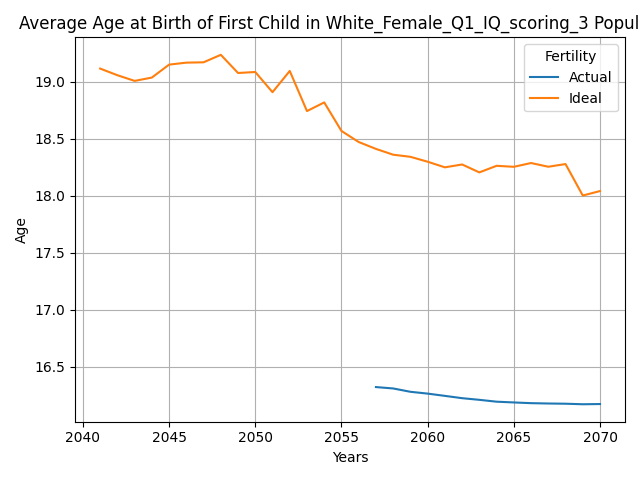 Average Age at Birth of First Child in White_Female_Q1_IQ_scoring_3 Popul
Fertility
Actual
Ideal
19.0
18.5
18.0
17.5
17.0
16.5
Age
2040 2045 2050 2055 2060 2065 2070
Years